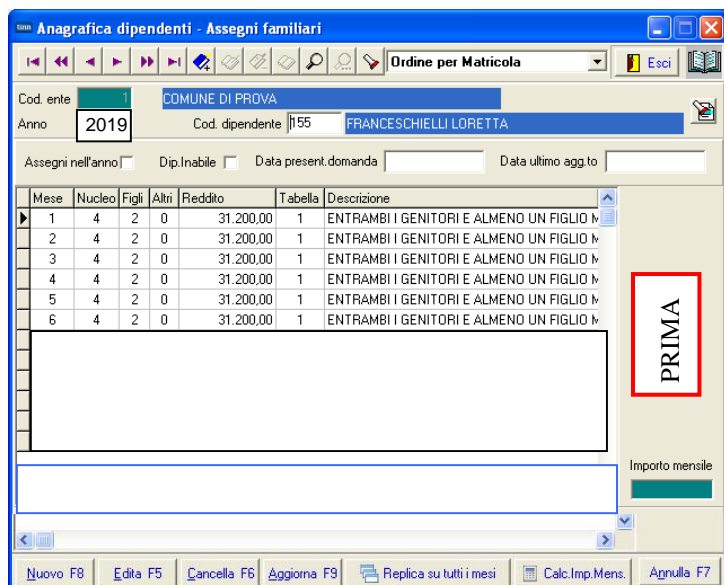 tinn Anagrafica dipendenti - Assegni familiari
Ordine per Matricola Esci
Cod. ente 1 COMUNE DI PROVA
Anno 2019 Cod. dipendente 155 FRANCESCHIELLI LORETTA
Assegni nell'anno Dip.Inabile Data present.domanda Data ultimo agg.to
Mese Nucleo Figli Altri Reddito Tabella Descrizione
1 4 2 0 31.200,00 1 ENTRAMBI I GENITORI E ALMENO UN FIGLIO M
2 4 2 0 31.200,00 1 ENTRAMBI I GENITORI E ALMENO UN FIGLIO M
3 4 2 0 31.200,00 1 ENTRAMBI I GENITORI E ALMENO UN FIGLIO M
4 4 2 0 31.200,00 1 ENTRAMBI I GENITORI E ALMENO UN FIGLIO M
5 4 2 0 31.200,00 1 ENTRAMBI I GENITORI E ALMENO UN FIGLIO M
6 4 2 0 31.200,00 1 ENTRAMBI I GENITORI E ALMENO UN FIGLIO M
PRIMA
Importo mensile
Nuovo F8 Edita F5 Cancella F6 Aggiorna F9 Replica su tutti i mesi Calc.Imp.Mens. Annulla F7